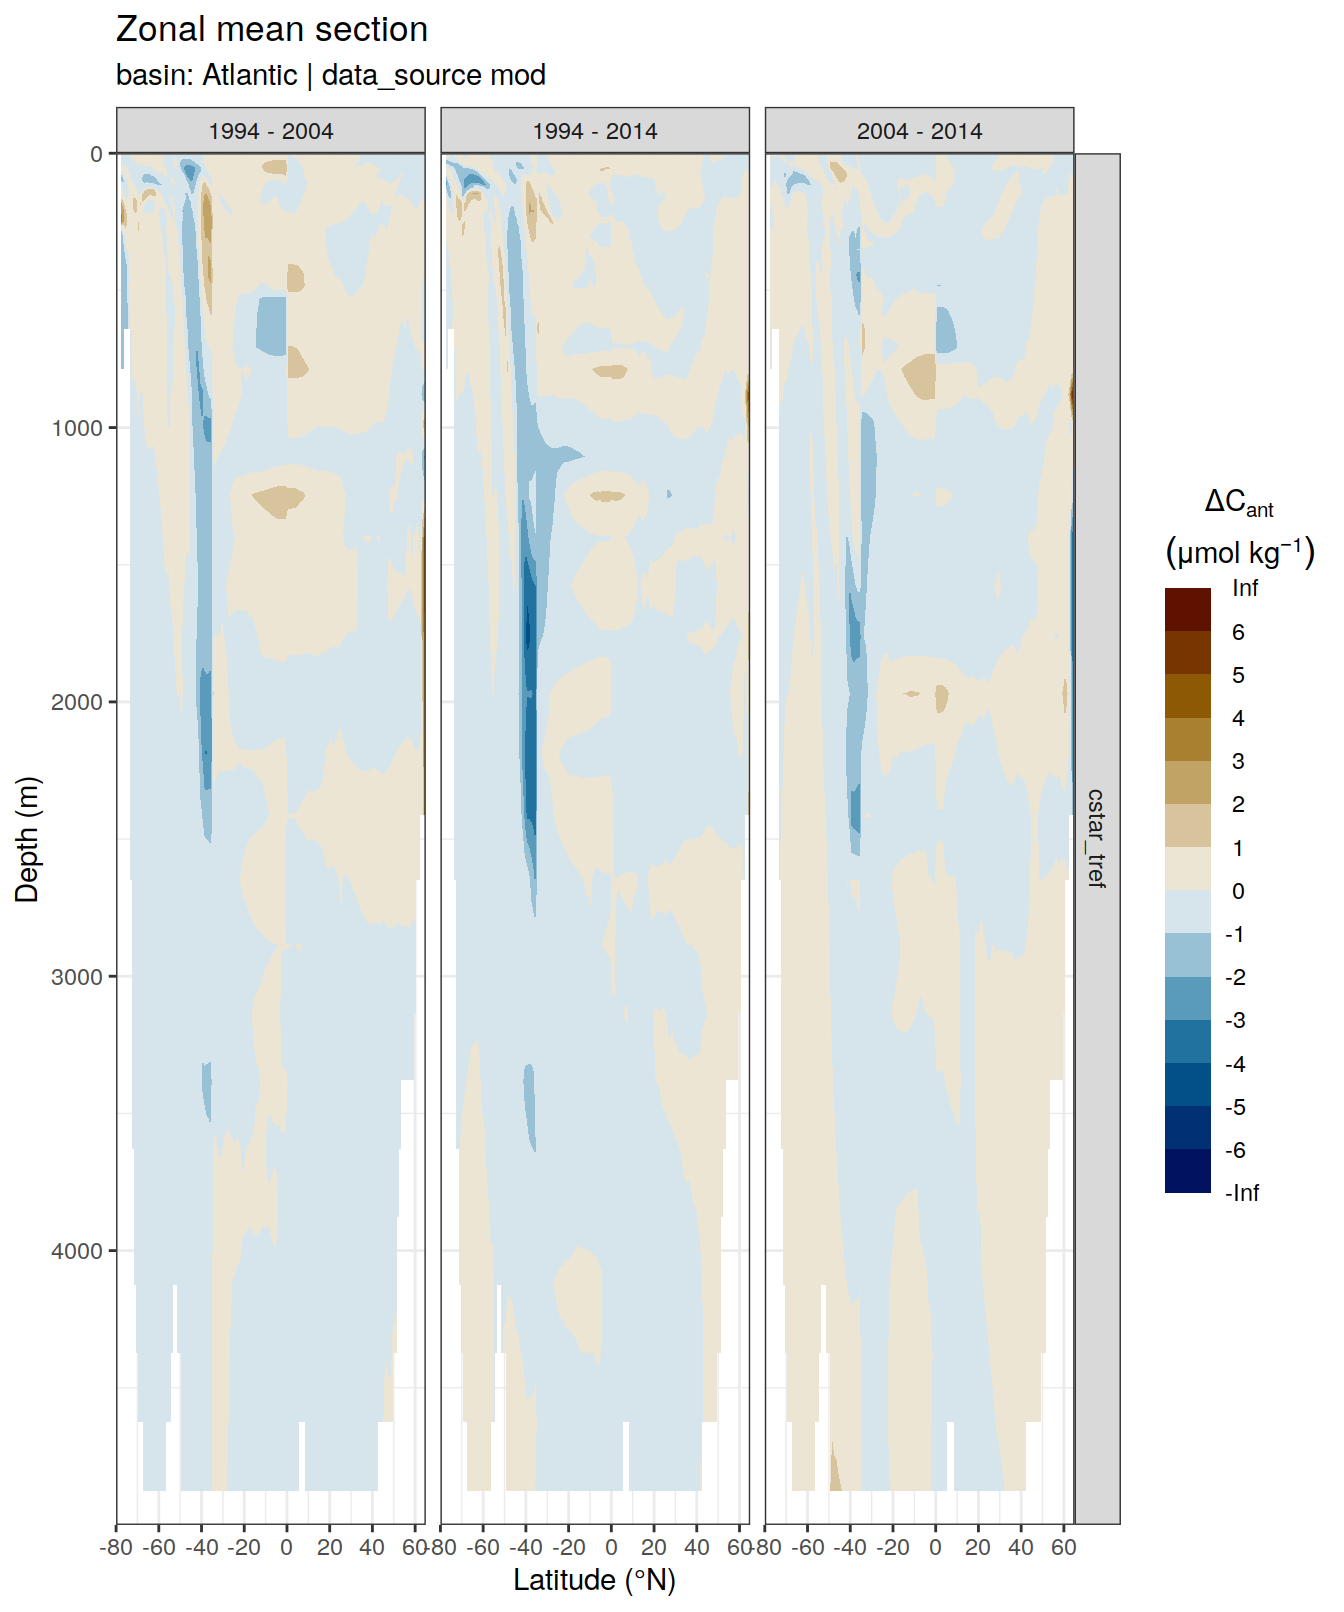 Zonal mean section
basin: Atlantic | data_source mod
1994 - 2004
1994 - 2014
2004 - 2014
0
1000
2000
3000
4000
Depth (m)
-80 -60 -40 -20 0 20 40 60
-80 -60 -40 -20 0 20 40 60
-80 -60 -40 -20 0 20 40 60
Latitude (°N)
cstar_tref
ΔCant
(μmol kg⁻¹)
Inf
6
5
4
3
2
1
0
-1
-2
-3
-4
-5
-6
-Inf